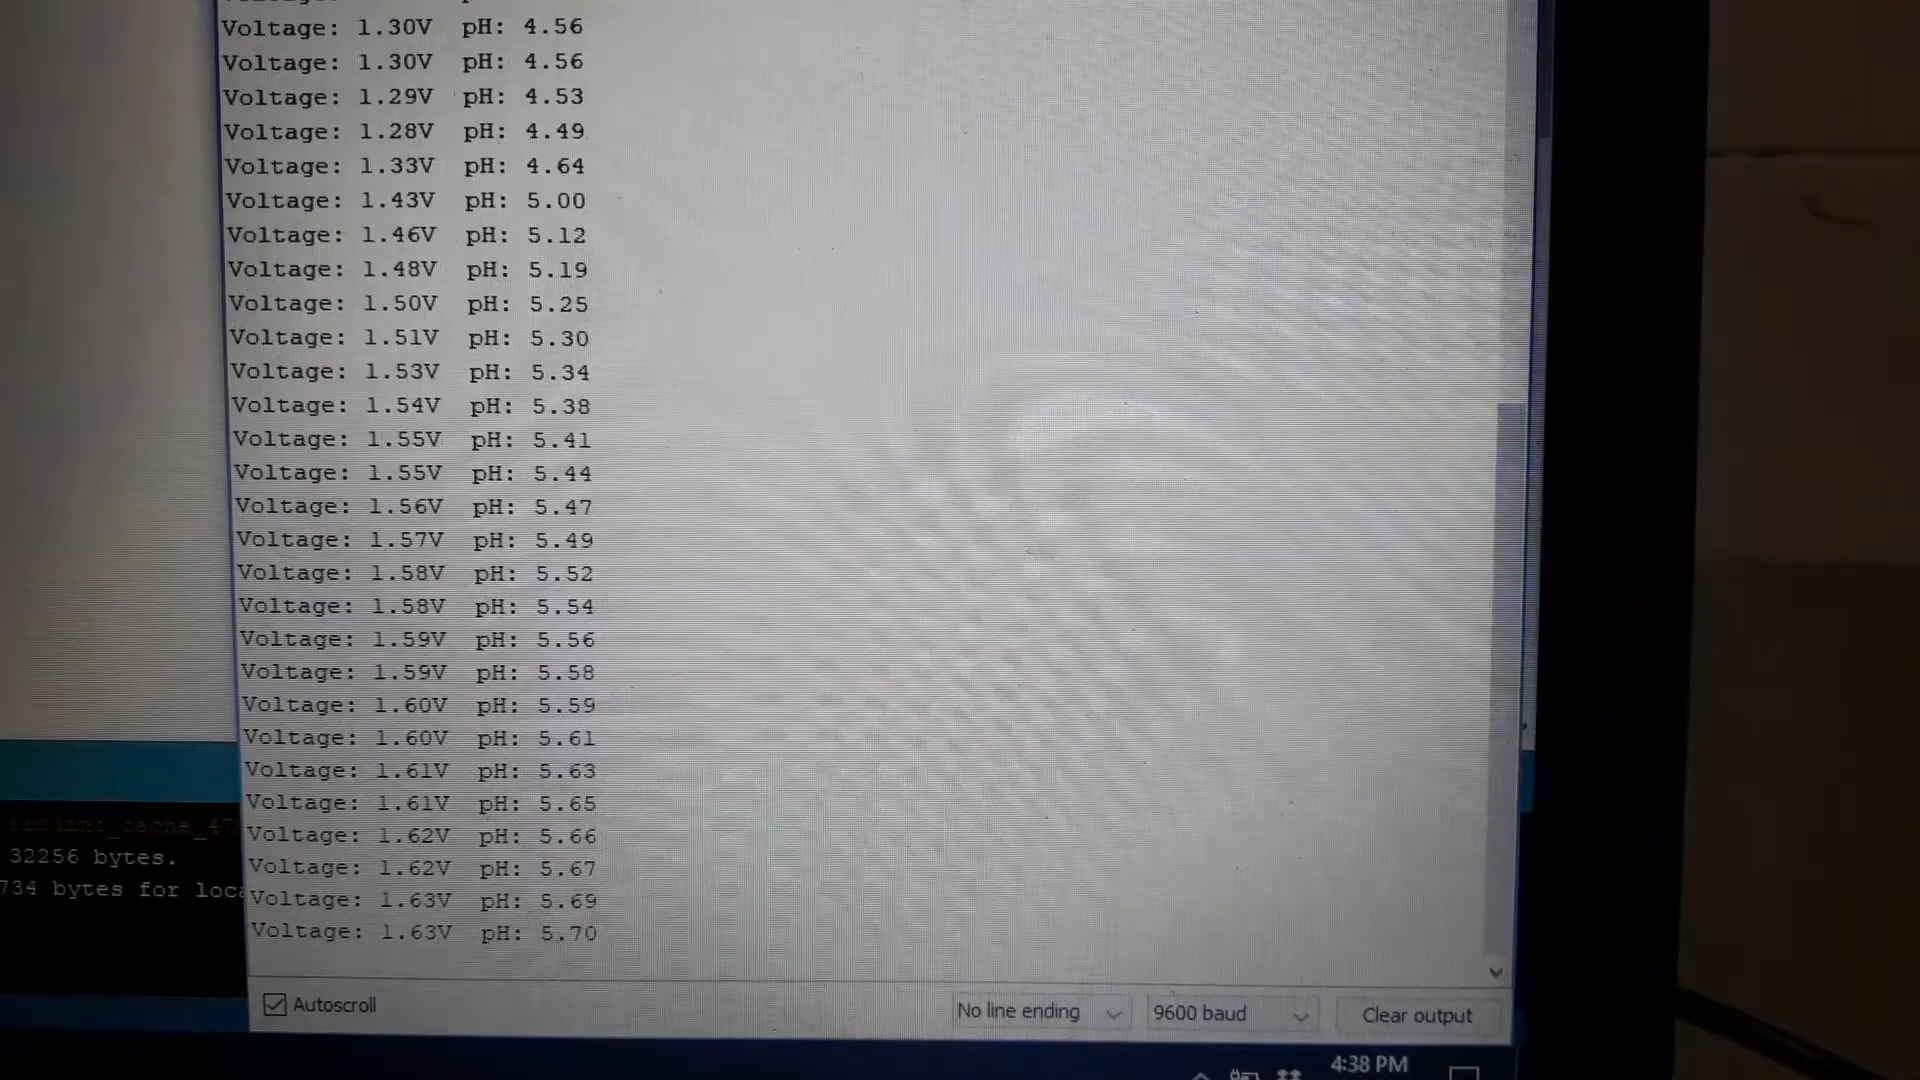 Voltage: 1.30V pH: 4.56
Voltage: 1.30V pH: 4.56
Voltage: 1.29V pH: 4.53
Voltage: 1.28V pH: 4.49
Voltage: 1.33V pH: 4.64
Voltage: 1.43V pH: 5.00
Voltage: 1.46V pH: 5.12
Voltage: 1.48V pH: 5.19
Voltage: 1.50V pH: 5.25
Voltage: 1.51V pH: 5.30
Voltage: 1.53V pH: 5.34
Voltage: 1.54V pH: 5.38
Voltage: 1.55V pH: 5.41
Voltage: 1.55V pH: 5.44
Voltage: 1.56V pH: 5.47
Voltage: 1.57V pH: 5.49
Voltage: 1.58V pH: 5.52
Voltage: 1.58V pH: 5.54
Voltage: 1.59V pH: 5.56
Voltage: 1.59V pH: 5.58
Voltage: 1.60V pH: 5.59
Voltage: 1.60V pH: 5.61
Voltage: 1.61V pH: 5.63
Voltage: 1.61V pH: 5.65
Voltage: 1.62V pH: 5.66
Voltage: 1.62V pH: 5.67
Voltage: 1.63V pH: 5.69
Voltage: 1.63V pH: 5.70
32256 bytes.
734 bytes for loca
Autoscroll
No line ending
9600 baud
Clear output
4:38 PM